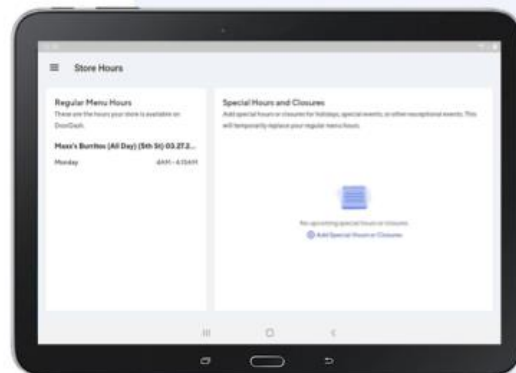 Store Hours
Regular Menu Hours
These are the hours your store is available on
DoorDash.
Maxx's Burritos (All Day) (5th St) 03.27.2...
Monday 4AM - 4:15AM
Special Hours and Closures
Add special hours or closures for holidays, special events, or other exceptional events. This
will temporarily replace your regular menu hours.
No upcoming special hours or closures.
Add Special Hours or Closures